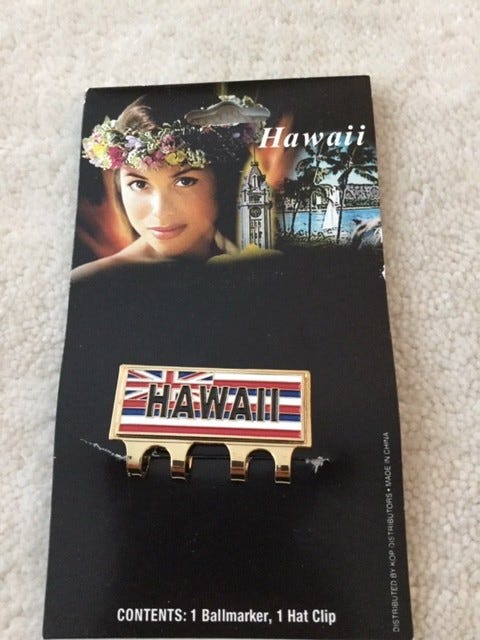 Hawaii
HAWAII
CONTENTS: 1 Ballmarker, 1 Hat Clip
DISTRIBUTED BY KOP DISTRIBUTORS • MADE IN CHINA